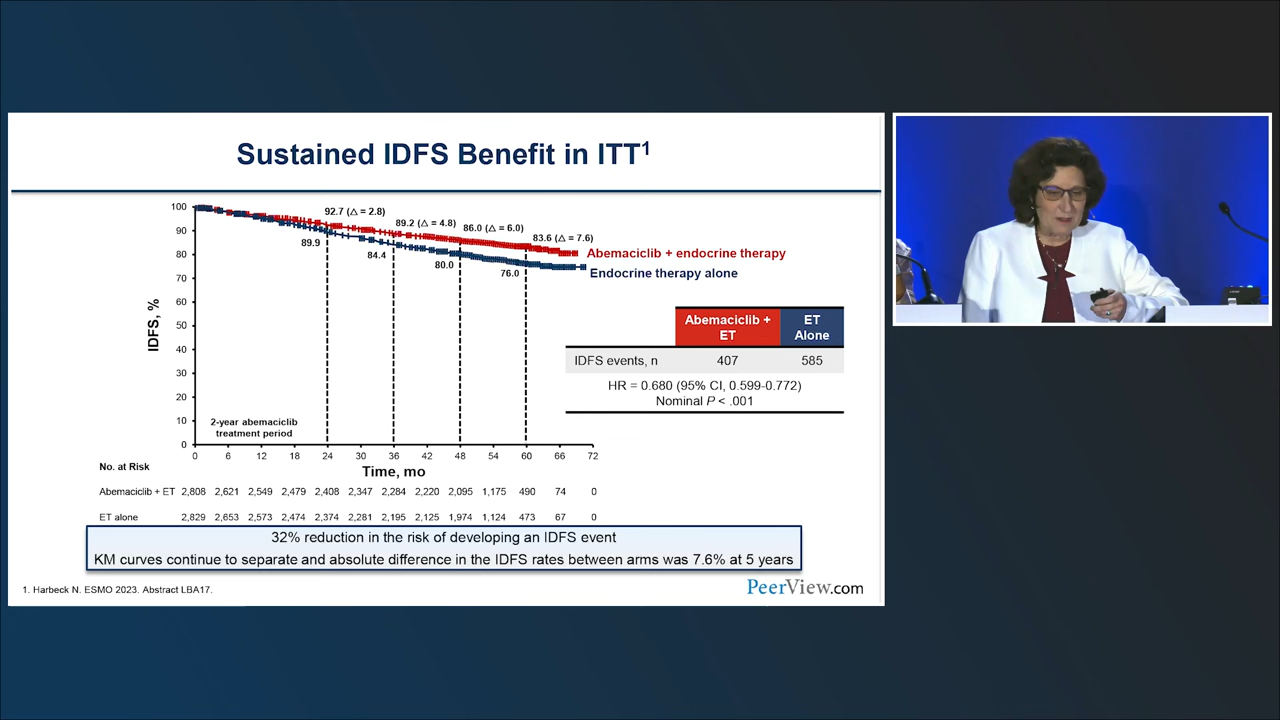 Sustained IDFS Benefit in ITT1
100
90
80
70
60
50
40
30
20
10
0
IDFS, %
92.7 (△ = 2.8)
89.2 (△ = 4.8)
86.0 (△ = 6.0)
83.6 (△ = 7.6)
89.9
84.4
80.0
76.0
Abemaciclib + endocrine therapy
Endocrine therapy alone
Abemaciclib +
ET
ET
Alone
IDFS events, n 407 585
HR = 0.680 (95% CI, 0.599-0.772)
Nominal P < .001
2-year abemaciclib
treatment period
0 6 12 18 24 30 36 42 48 54 60 66 72
Time, mo
No. at Risk
Abemaciclib + ET 2,808 2,621 2,549 2,479 2,408 2,347 2,284 2,220 2,095 1,175 490 74 0
ET alone 2,829 2,653 2,573 2,474 2,374 2,281 2,195 2,125 1,974 1,124 473 67 0
32% reduction in the risk of developing an IDFS event
KM curves continue to separate and absolute difference in the IDFS rates between arms was 7.6% at 5 years
1. Harbeck N. ESMO 2023. Abstract LBA17.
PeerView.com